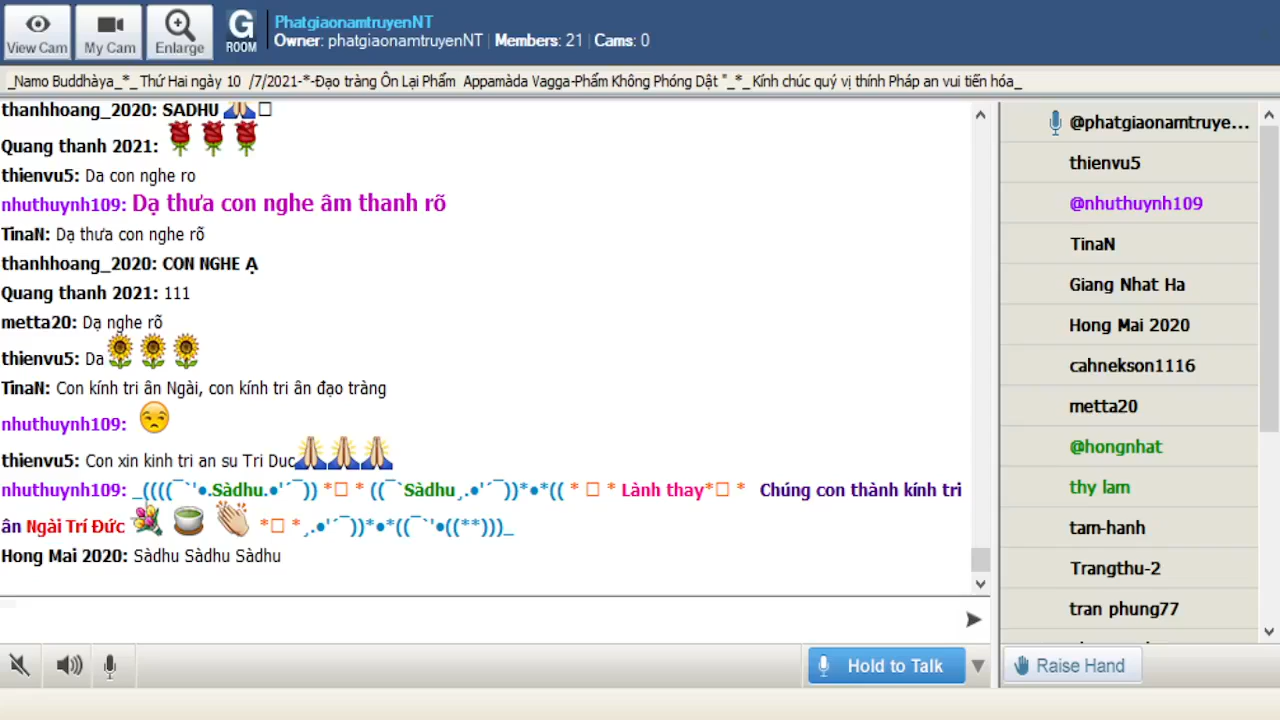 View Cam
My Cam
Enlarge
G
ROOM
PhatgiaonamtruyenNT
Owner: phatgiaonamtruyenNT | Members: 21 | Cams: 0
_Namo Buddhàya_*_Thứ Hai ngày 10 /7/2021-*-Đạo tràng Ôn Lại Phẩm Appamàda Vagga-Phẩm Không Phóng Dật "_*_Kính chúc quý vị thính Pháp an vui tiến hóa_
thanhhoang_2020: SADHU 🙏□
Quang thanh 2021: 🌹🌹🌹
thienvu5: Da con nghe ro
nhuthuynh109: Dạ thưa con nghe âm thanh rõ
TinaN: Dạ thưa con nghe rõ
thanhhoang_2020: CON NGHE Ạ
Quang thanh 2021: 111
metta20: Dạ nghe rõ
thienvu5: Da🌻🌻🌻
TinaN: Con kính tri ân Ngài, con kính tri ân đạo tràng
nhuthuynh109: 😒
thienvu5: Con xin kinh tri an su Tri Duc🙏🙏🙏
nhuthuynh109: _((((¯`'●.Sàdhu.●'´¯)) *□ * ((¯`Sàdhu¸.●'´¯))*●*(( * □ * Lành thay*□ * Chúng con thành kính tri
ân Ngài Trí Đức 💐 🍵 👏 *□ *¸.●'´¯))*●*((¯`'●((**)))_
Hong Mai 2020: Sàdhu Sàdhu Sàdhu
@phatgiaonamtruye...
thienvu5
@nhuthuynh109
TinaN
Giang Nhat Ha
Hong Mai 2020
cahnekson1116
metta20
@hongnhat
thy lam
tam-hanh
Trangthu-2
tran phung77
Hold to Talk
Raise Hand